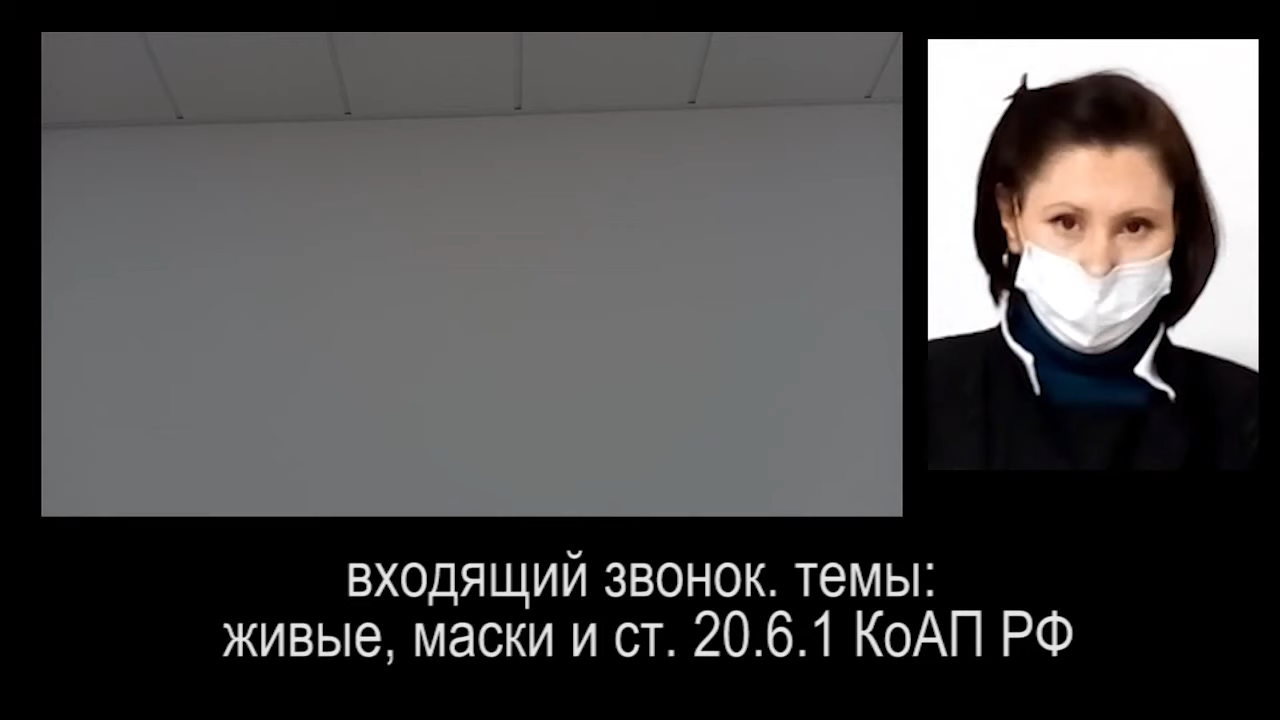 входящий звонок. темы:
живые, маски и ст. 20.6.1 КоАП РФ